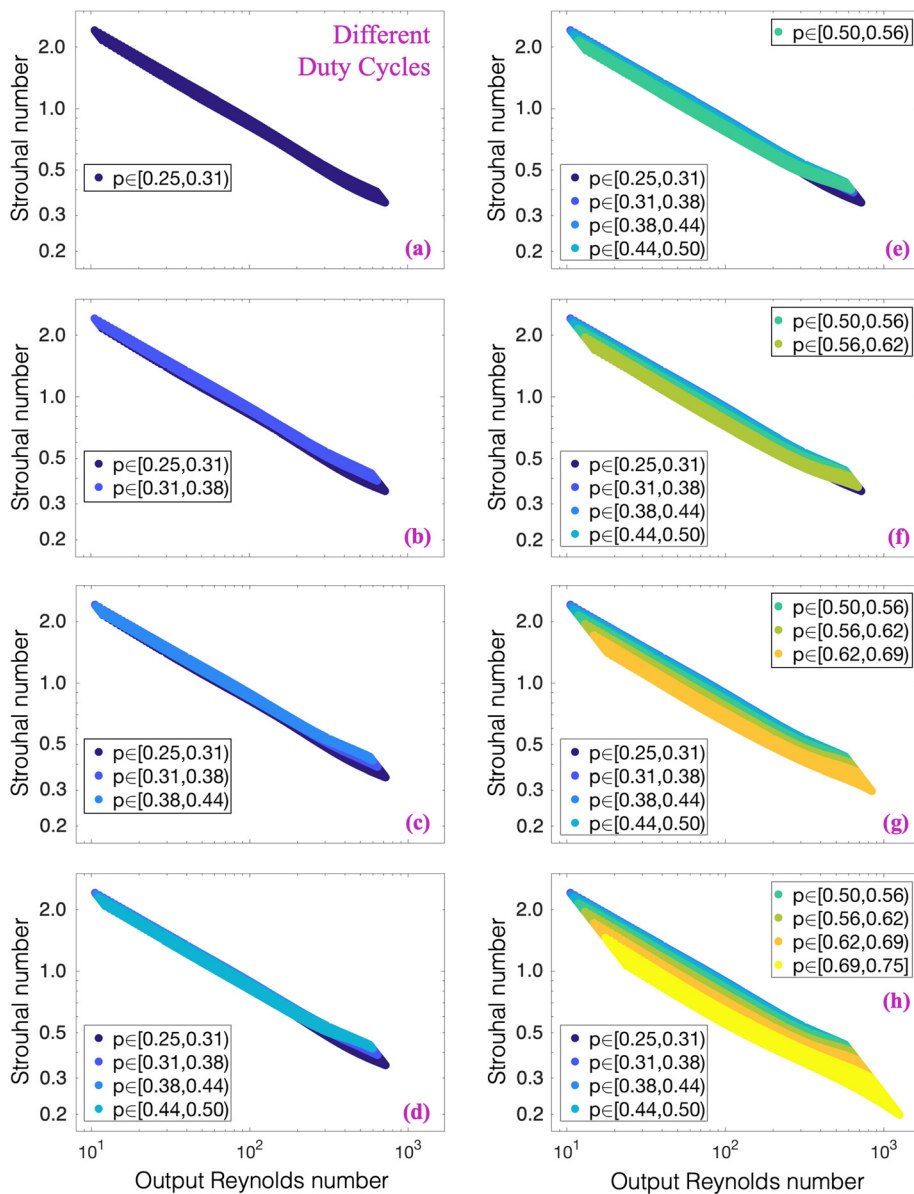 Different
Duty Cycles
Strouhal number
2.0
1.0
0.5
0.3
0.2
p∈[0.25,0.31)
(a)
Strouhal number
2.0
1.0
0.5
0.3
0.2
p∈[0.25,0.31)
p∈[0.31,0.38)
(b)
Strouhal number
2.0
1.0
0.5
0.3
0.2
p∈[0.25,0.31)
p∈[0.31,0.38)
p∈[0.38,0.44)
(c)
Strouhal number
2.0
1.0
0.5
0.3
0.2
p∈[0.25,0.31)
p∈[0.31,0.38)
p∈[0.38,0.44)
p∈[0.44,0.50)
(d)
10^1 10^2 10^3
Output Reynolds number
Strouhal number
2.0
1.0
0.5
0.3
0.2
p∈[0.50,0.56)
p∈[0.25,0.31)
p∈[0.31,0.38)
p∈[0.38,0.44)
p∈[0.44,0.50)
(e)
Strouhal number
2.0
1.0
0.5
0.3
0.2
p∈[0.50,0.56)
p∈[0.56,0.62)
p∈[0.25,0.31)
p∈[0.31,0.38)
p∈[0.38,0.44)
p∈[0.44,0.50)
(f)
Strouhal number
2.0
1.0
0.5
0.3
0.2
p∈[0.50,0.56)
p∈[0.56,0.62)
p∈[0.62,0.69)
p∈[0.25,0.31)
p∈[0.31,0.38)
p∈[0.38,0.44)
p∈[0.44,0.50)
(g)
Strouhal number
2.0
1.0
0.5
0.3
0.2
p∈[0.50,0.56)
p∈[0.56,0.62)
p∈[0.62,0.69)
p∈[0.69,0.75]
(h)
p∈[0.25,0.31)
p∈[0.31,0.38)
p∈[0.38,0.44)
p∈[0.44,0.50)
10^1 10^2 10^3
Output Reynolds number